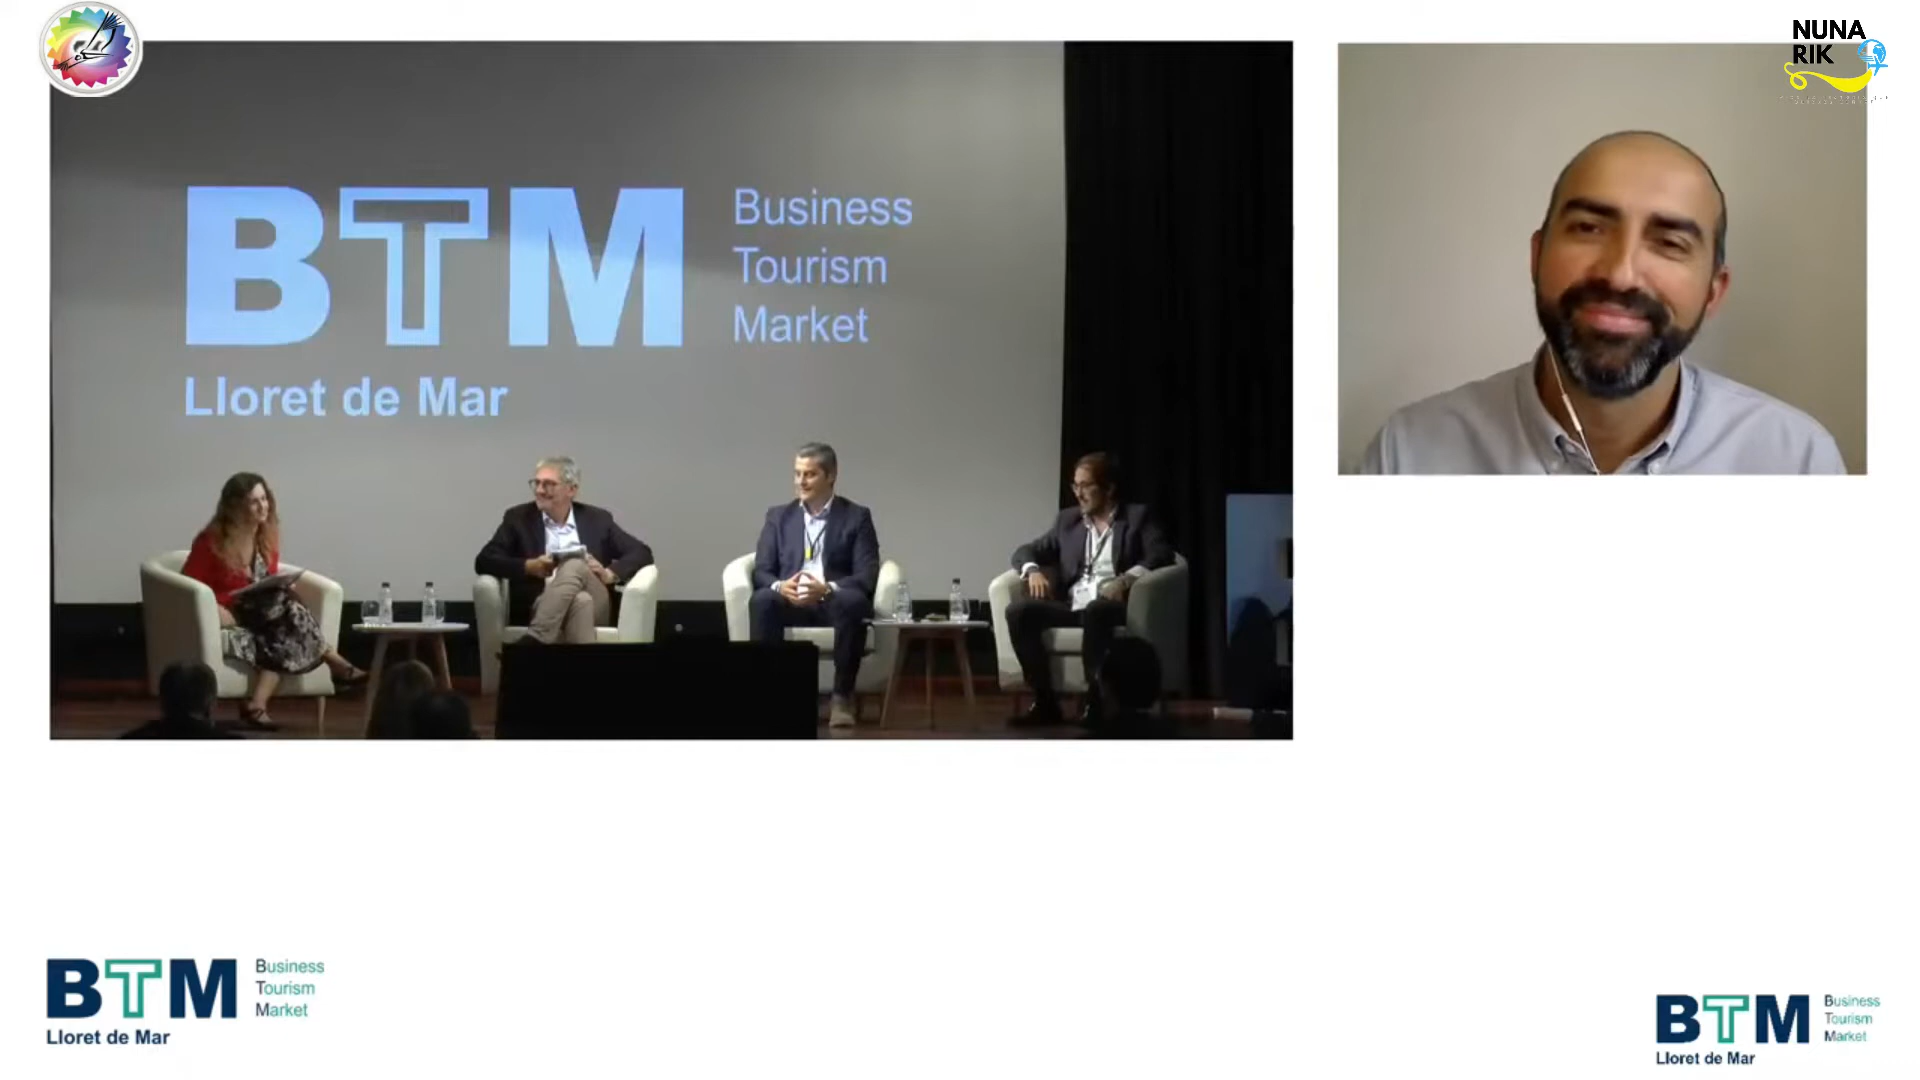 NUNA
RIK
BTM
Business
Tourism
Market
Lloret de Mar
BTM
Business
Tourism
Market
Lloret de Mar
BTM
Business
Tourism
Market
Lloret de Mar